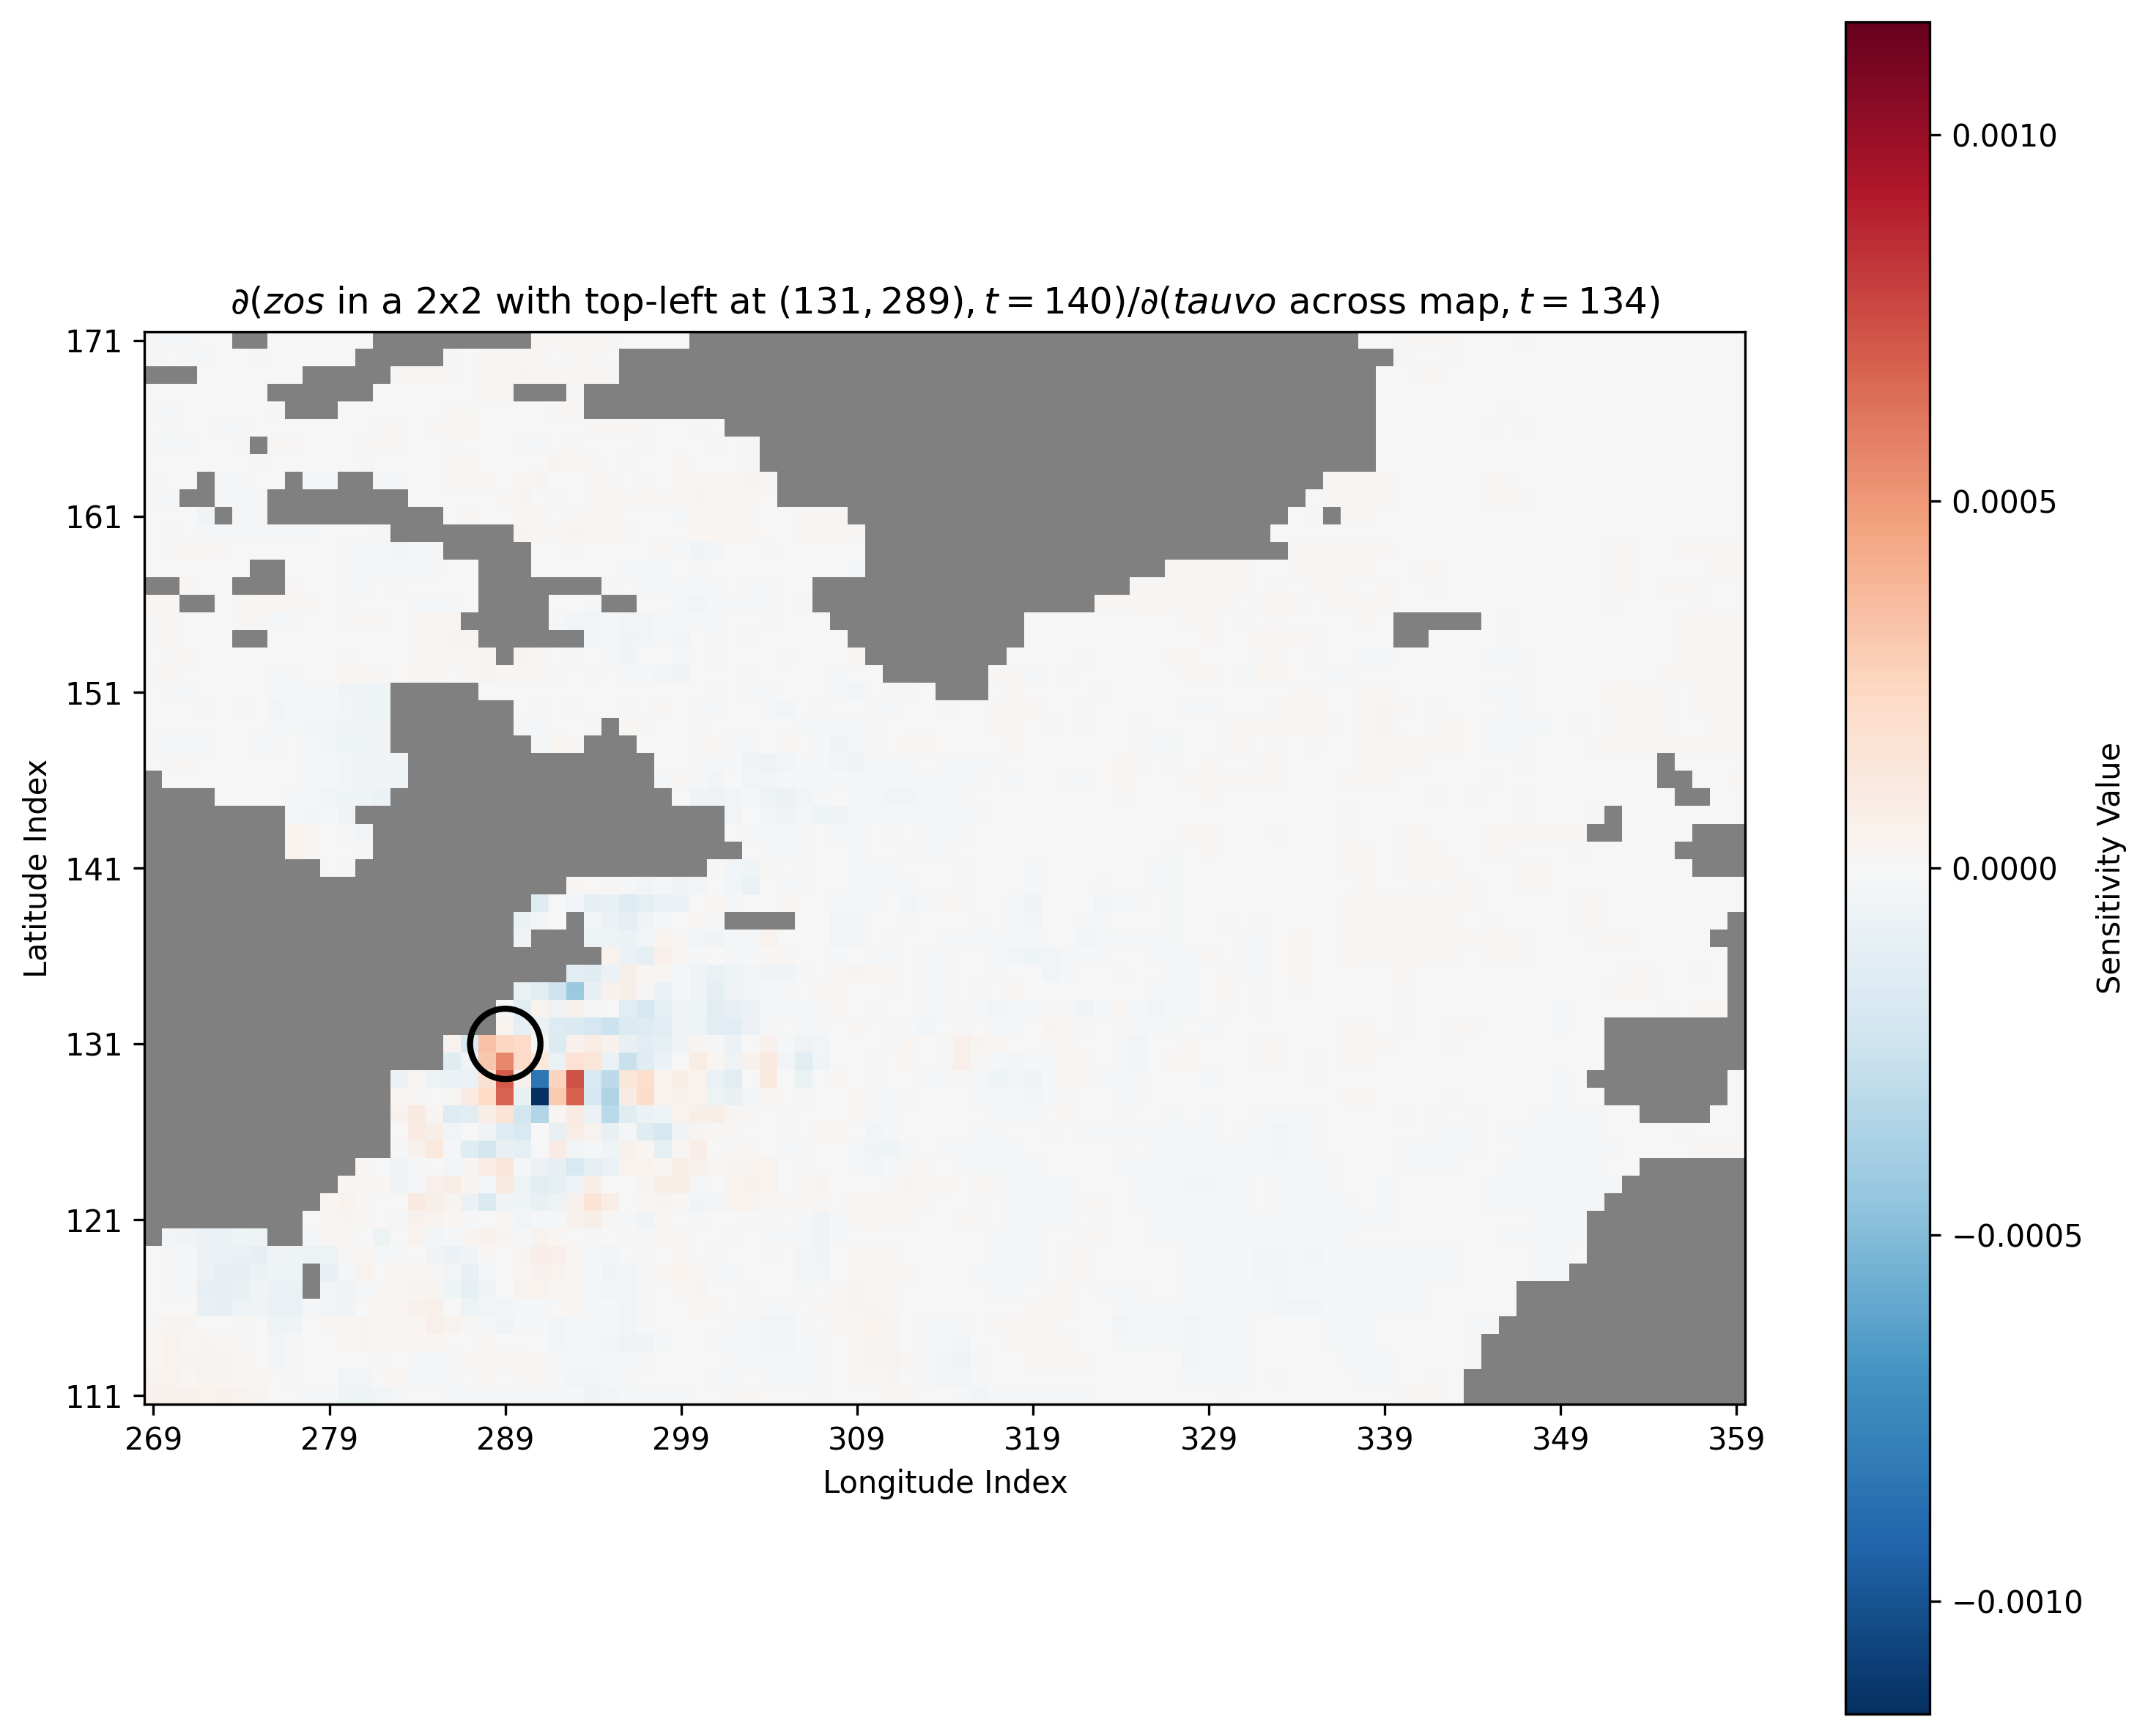 ∂(zos in a 2x2 with top-left at (131, 289), t = 140)/∂(tauvo across map, t = 134)
171
161
151
141
131
121
111
Latitude Index
269 279 289 299 309 319 329 339 349 359
Longitude Index
0.0010
0.0005
0.0000
−0.0005
−0.0010
Sensitivity Value